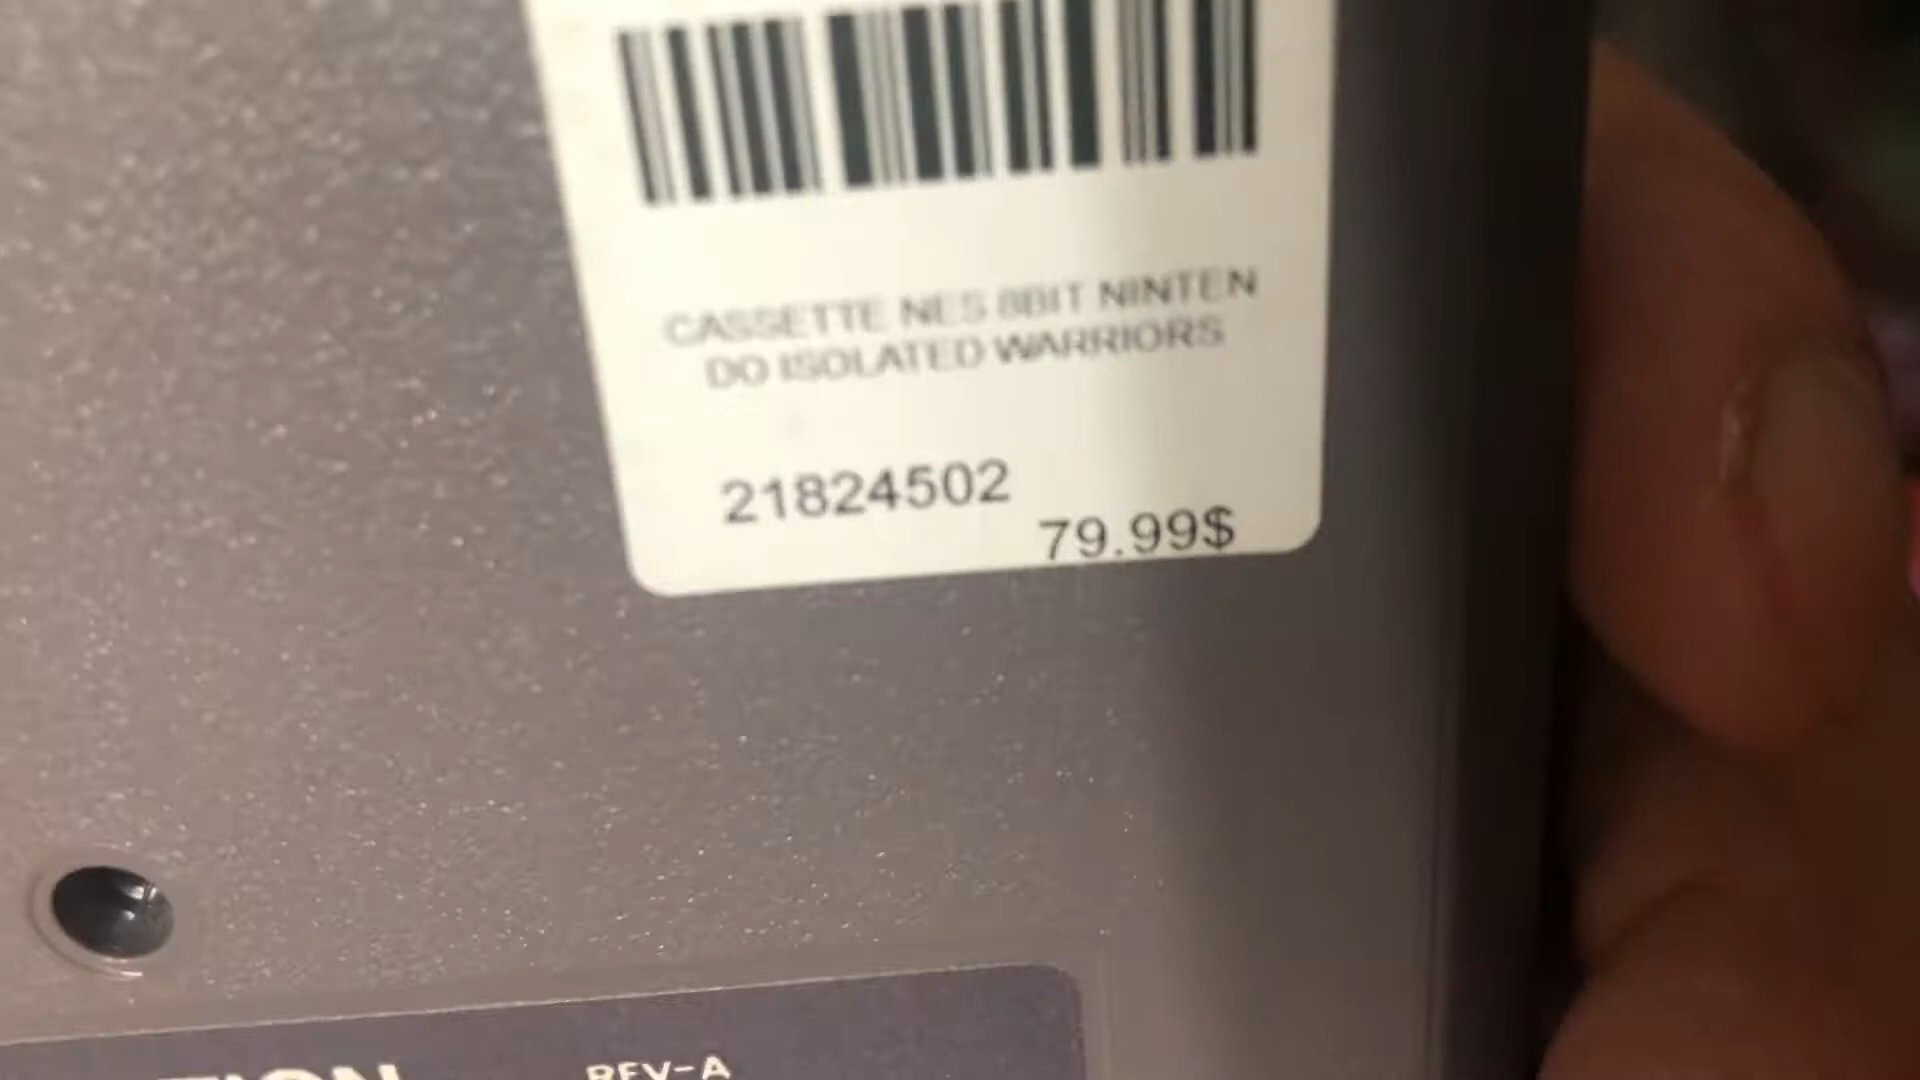 CASSETTE NES 8BIT NINTEN
DO ISOLATED WARRIORS
21824502
79.99$
REV-A